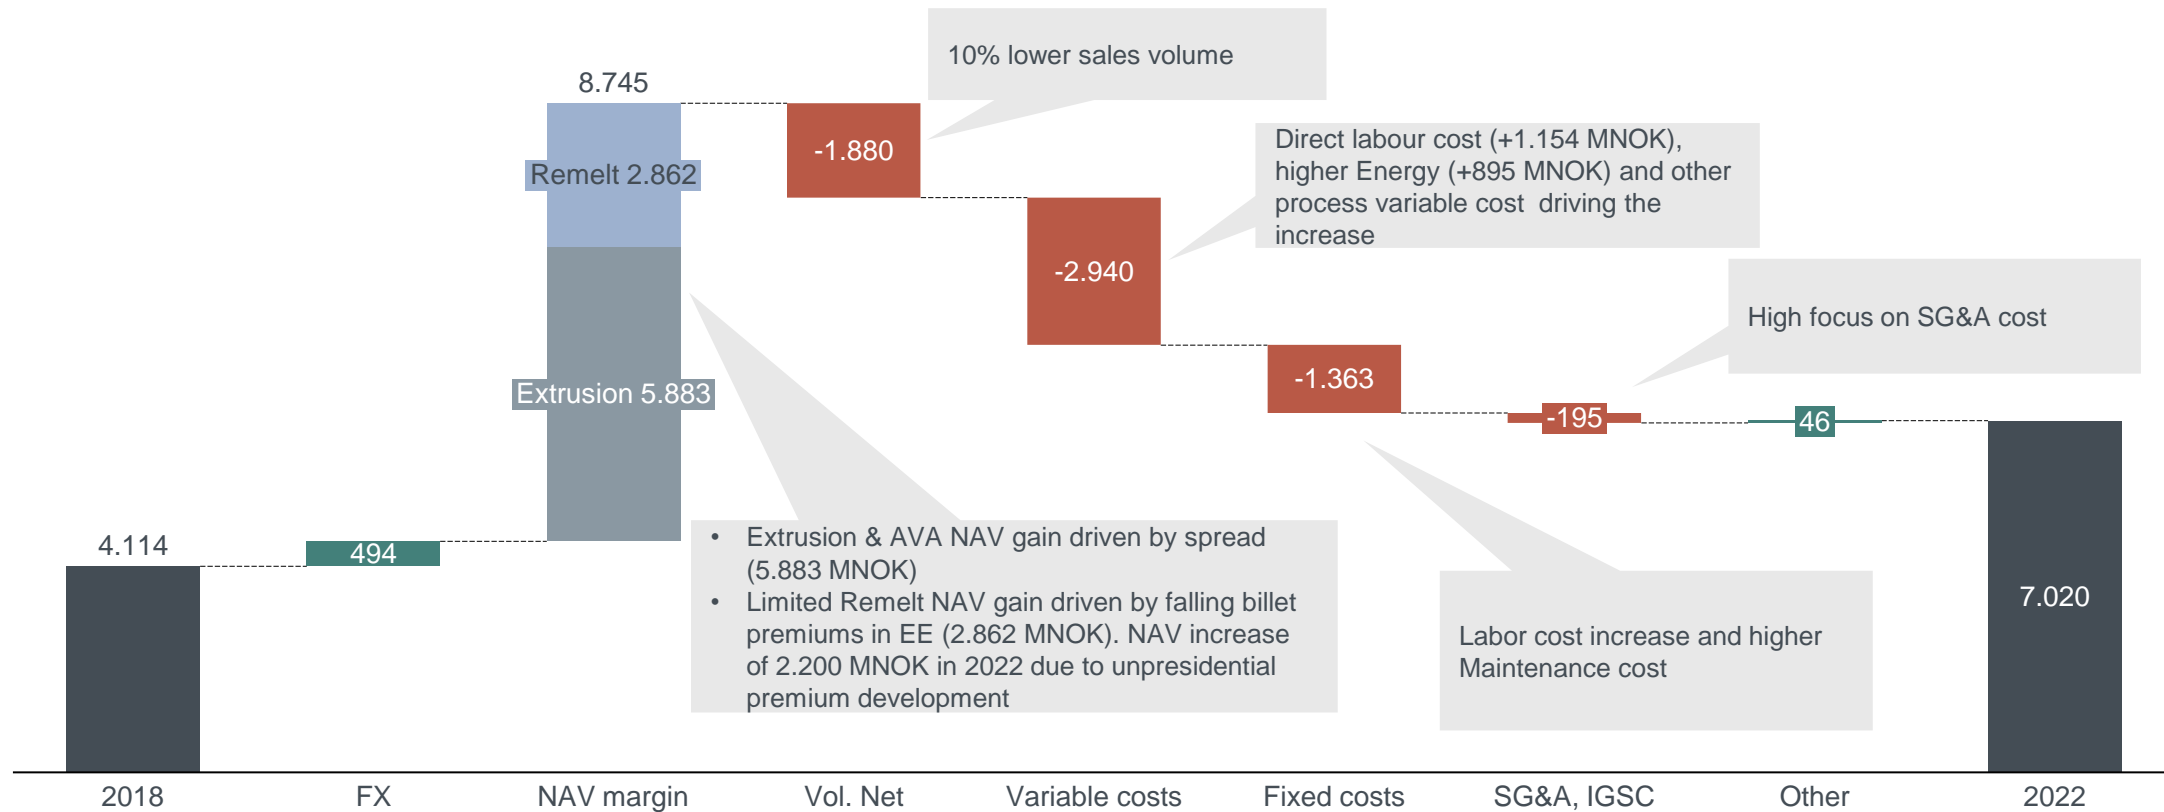 10% lower sales volume
8.745
-1.880
Direct labour cost (+1.154 MNOK),
higher Energy (+895 MNOK) and other
process variable cost  driving the
increase
Remelt 2.862
-2.940
High focus on SG&A cost
-1.363
Extrusion 5.883
-195
46
4.114
494
• Extrusion & AVA NAV gain driven by spread
(5.883 MNOK)
• Limited Remelt NAV gain driven by falling billet
premiums in EE (2.862 MNOK). NAV increase
of 2.200 MNOK in 2022 due to unpresidential
premium development
Labor cost increase and higher
Maintenance cost
7.020
2018 FX NAV margin Vol. Net Variable costs Fixed costs SG&A, IGSC Other 2022